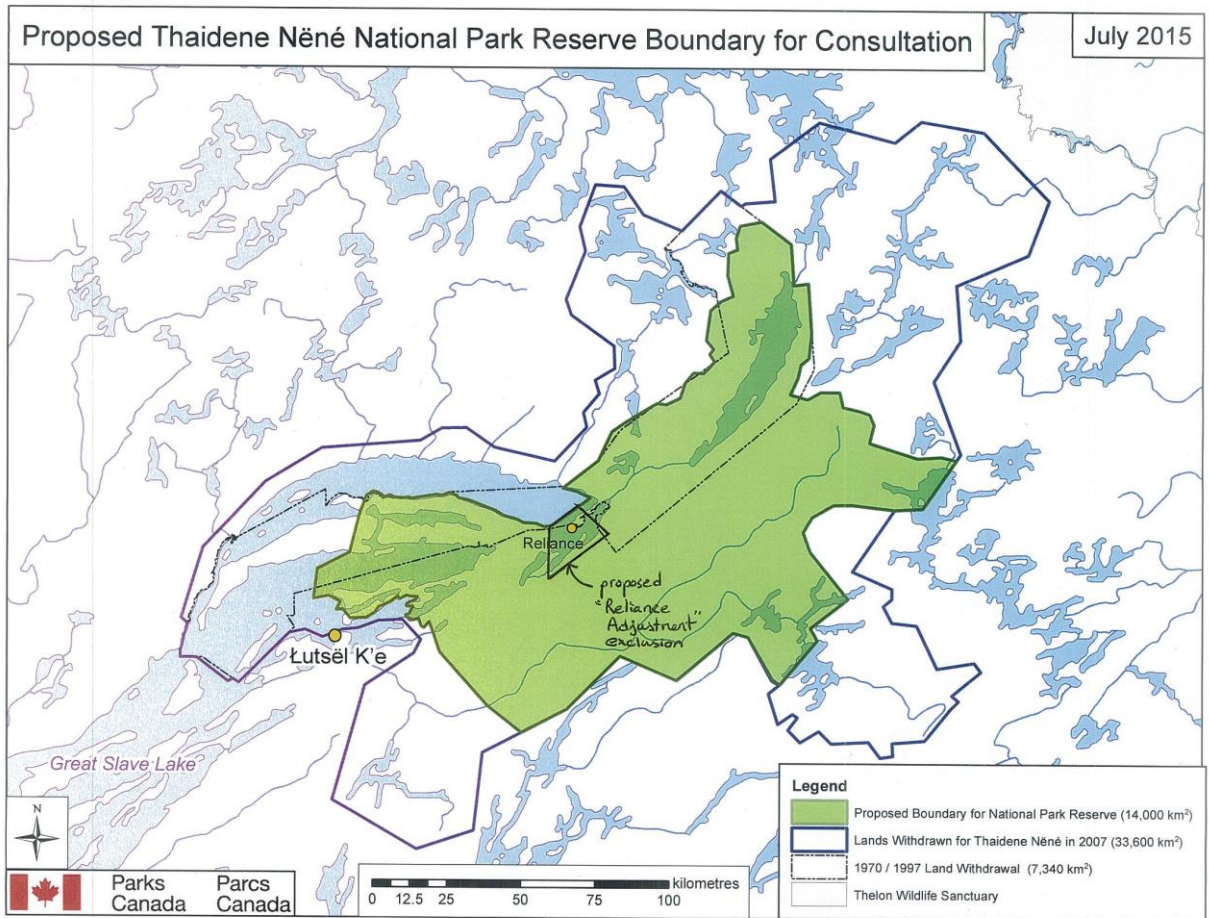 Proposed Thaidene Nëné National Park Reserve Boundary for Consultation
July 2015
Reliance
proposed
"Reliance
Adjustment"
exclusion
Łutsël K'e
Great Slave Lake
N
Parks
Canada
Parcs
Canada
kilometres
0 12.5 25 50 75 100
Legend
Proposed Boundary for National Park Reserve (14,000 km²)
Lands Withdrawn for Thaidene Nëné in 2007 (33,600 km²)
1970 / 1997 Land Withdrawal (7,340 km²)
Thelon Wildlife Sanctuary